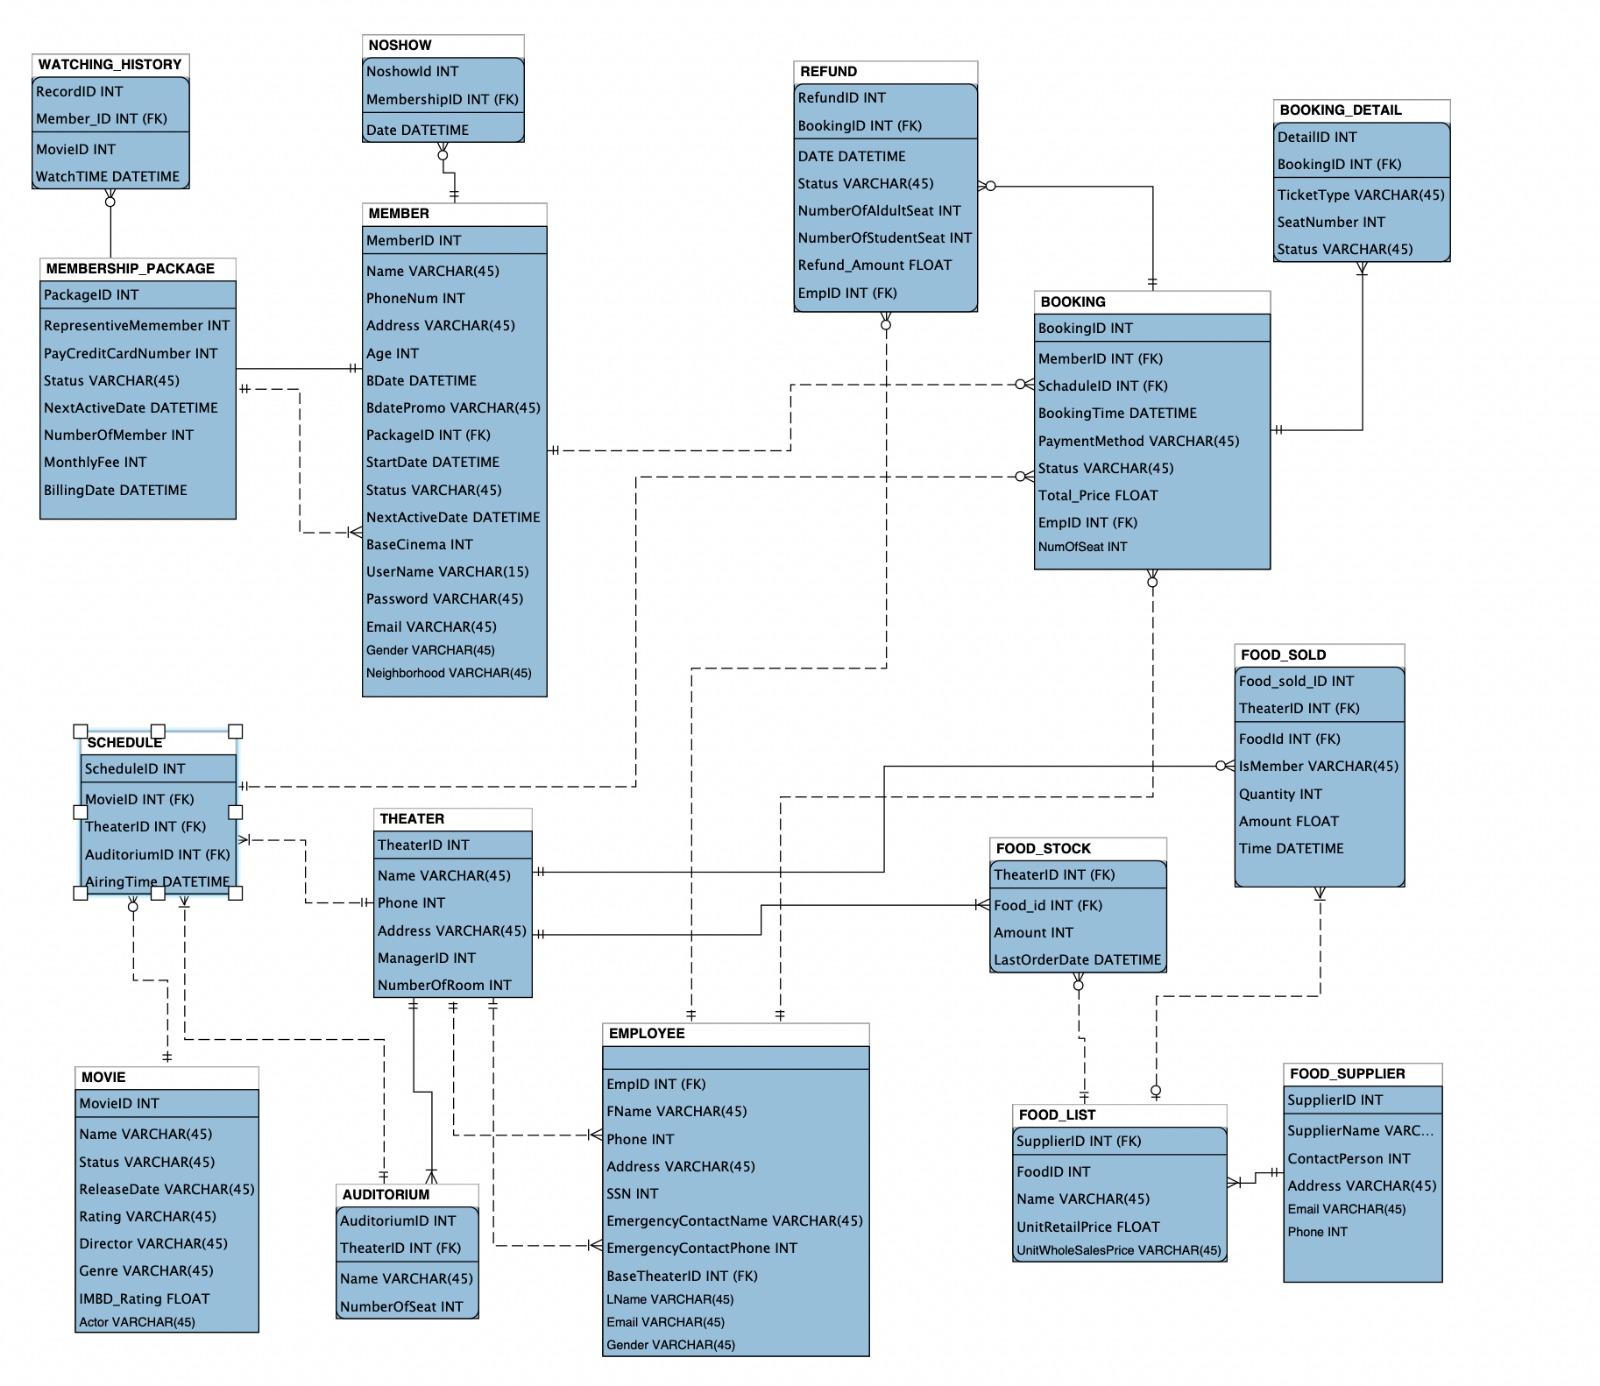 WATCHING_HISTORY
RecordID INT
Member_ID INT (FK)
MovieID INT
WatchTIME DATETIME
NOSHOW
NoshowId INT
MembershipID INT (FK)
Date DATETIME
REFUND
RefundID INT
BookingID INT (FK)
DATE DATETIME
Status VARCHAR(45)
NumberOfAldultSeat INT
NumberOfStudentSeat INT
Refund_Amount FLOAT
EmpID INT (FK)
BOOKING_DETAIL
DetailID INT
BookingID INT (FK)
TicketType VARCHAR(45)
SeatNumber INT
Status VARCHAR(45)
MEMBERSHIP_PACKAGE
PackageID INT
RepresentiveMemember INT
PayCreditCardNumber INT
Status VARCHAR(45)
NextActiveDate DATETIME
NumberOfMember INT
MonthlyFee INT
BillingDate DATETIME
MEMBER
MemberID INT
Name VARCHAR(45)
PhoneNum INT
Address VARCHAR(45)
Age INT
BDate DATETIME
BdatePromo VARCHAR(45)
PackageID INT (FK)
StartDate DATETIME
Status VARCHAR(45)
NextActiveDate DATETIME
BaseCinema INT
UserName VARCHAR(15)
Password VARCHAR(45)
Email VARCHAR(45)
Gender VARCHAR(45)
Neighborhood VARCHAR(45)
BOOKING
BookingID INT
MemberID INT (FK)
SchaduleID INT (FK)
BookingTime DATETIME
PaymentMethod VARCHAR(45)
Status VARCHAR(45)
Total_Price FLOAT
EmpID INT (FK)
NumOfSeat INT
FOOD_SOLD
Food_sold_ID INT
TheaterID INT (FK)
FoodId INT (FK)
IsMember VARCHAR(45)
Quantity INT
Amount FLOAT
Time DATETIME
SCHEDULE
ScheduleID INT
MovieID INT (FK)
TheaterID INT (FK)
AuditoriumID INT (FK)
AiringTime DATETIME
THEATER
TheaterID INT
Name VARCHAR(45)
Phone INT
Address VARCHAR(45)
ManagerID INT
NumberOfRoom INT
FOOD_STOCK
TheaterID INT (FK)
Food_id INT (FK)
Amount INT
LastOrderDate DATETIME
MOVIE
MovieID INT
Name VARCHAR(45)
Status VARCHAR(45)
ReleaseDate VARCHAR(45)
Rating VARCHAR(45)
Director VARCHAR(45)
Genre VARCHAR(45)
IMBD_Rating FLOAT
Actor VARCHAR(45)
AUDITORIUM
AuditoriumID INT
TheaterID INT (FK)
Name VARCHAR(45)
NumberOfSeat INT
EMPLOYEE
EmpID INT (FK)
FName VARCHAR(45)
Phone INT
Address VARCHAR(45)
SSN INT
EmergencyContactName VARCHAR(45)
EmergencyContactPhone INT
BaseTheaterID INT (FK)
LName VARCHAR(45)
Email VARCHAR(45)
Gender VARCHAR(45)
FOOD_LIST
SupplierID INT (FK)
FoodID INT
Name VARCHAR(45)
UnitRetailPrice FLOAT
UnitWholeSalesPrice VARCHAR(45)
FOOD_SUPPLIER
SupplierID INT
SupplierName VARC...
ContactPerson INT
Address VARCHAR(45)
Email VARCHAR(45)
Phone INT